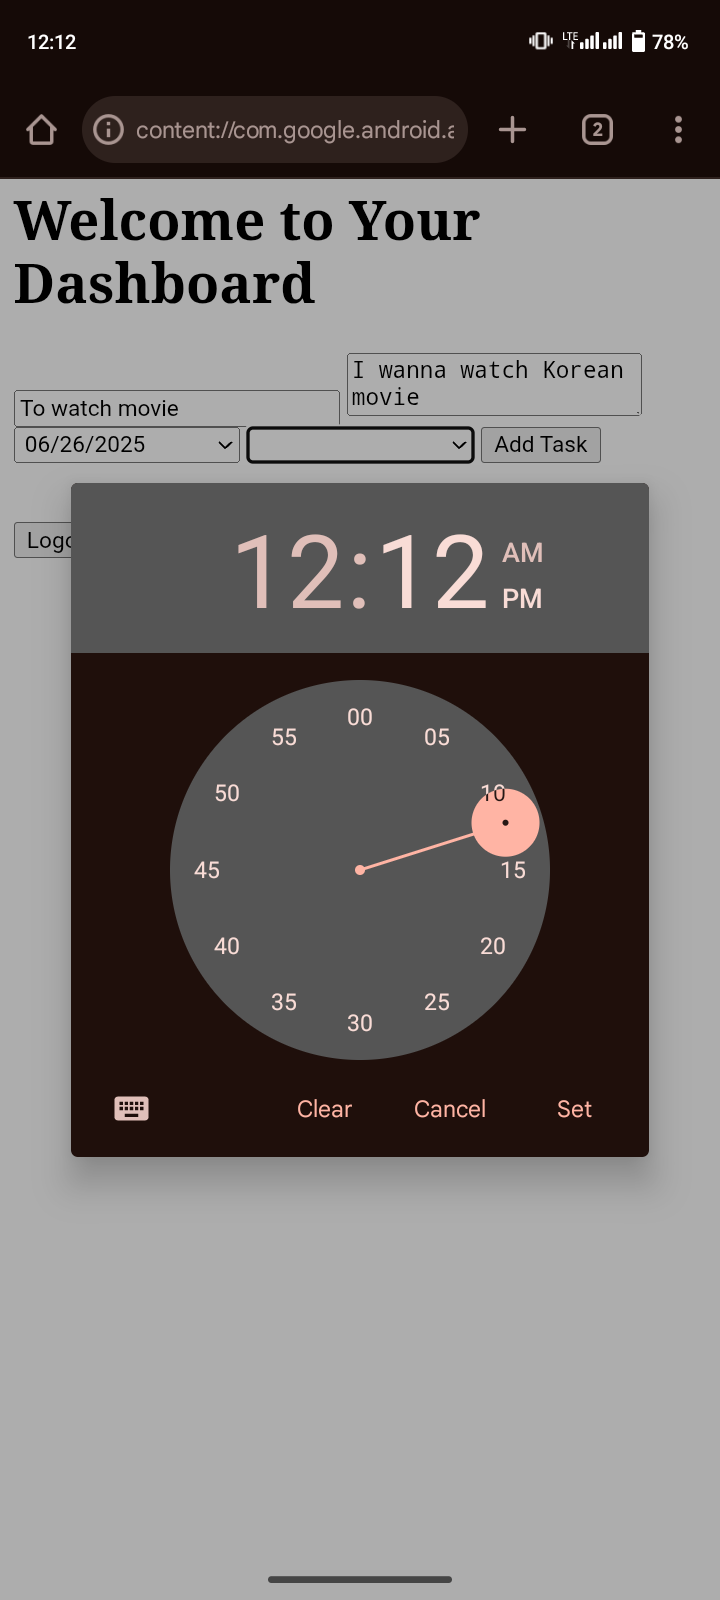 12:12
LTE
78%
content://com.google.android.a
2
Welcome to Your
Dashboard
I wanna watch Korean
movie
To watch movie
06/26/2025
Add Task
Logo
12:12
AM
PM
00
05
10
15
20
25
30
35
40
45
50
55
Clear
Cancel
Set